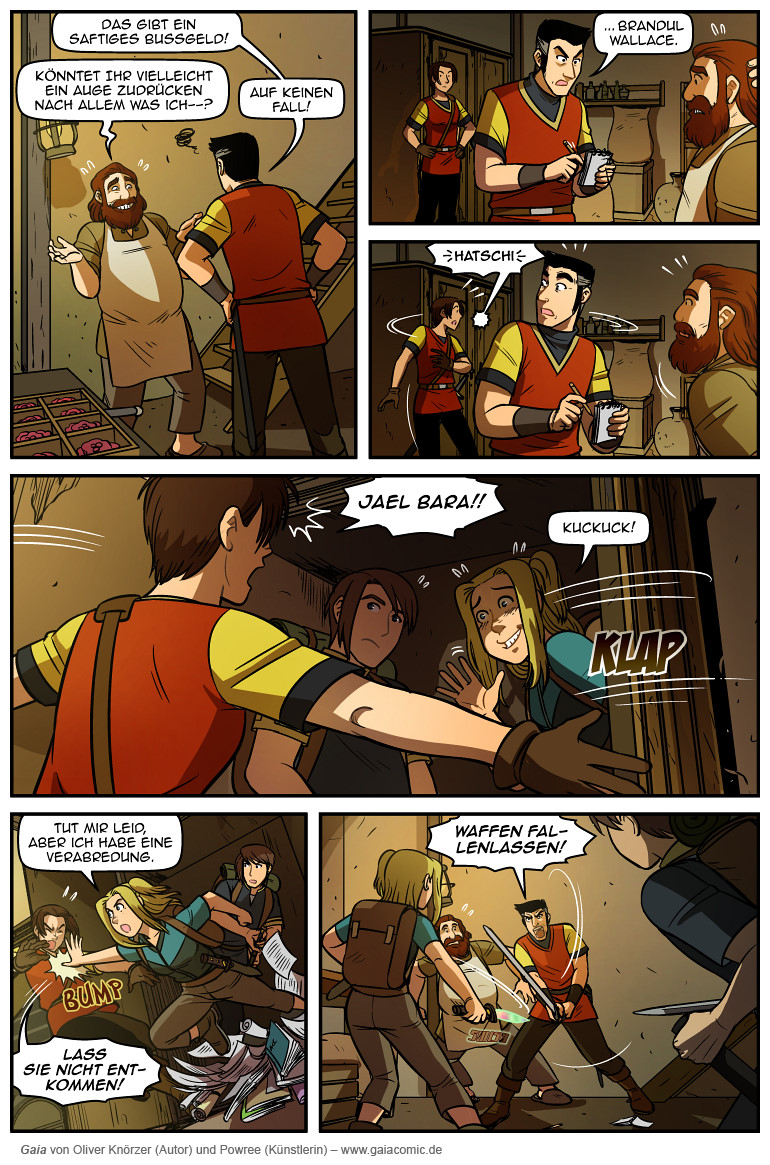 DAS GIBT EIN
SAFTIGES BUSSGELD!
KÖNNTET IHR VIELLEICHT
EIN AUGE ZUDRÜCKEN
NACH ALLEM WAS ICH--?
AUF KEINEN
FALL!
...BRANDUL
WALLACE.
HATSCHI
JAEL BARA!!
KUCKUCK!
KLAP
TUT MIR LEID,
ABER ICH HABE EINE
VERABREDUNG.
BUMP
LASS
SIE NICHT ENT-
KOMMEN!
WAFFEN FAL-
LENLASSEN!
Gaia von Oliver Knörzer (Autor) und Powree (Künstlerin) – www.gaiacomic.de